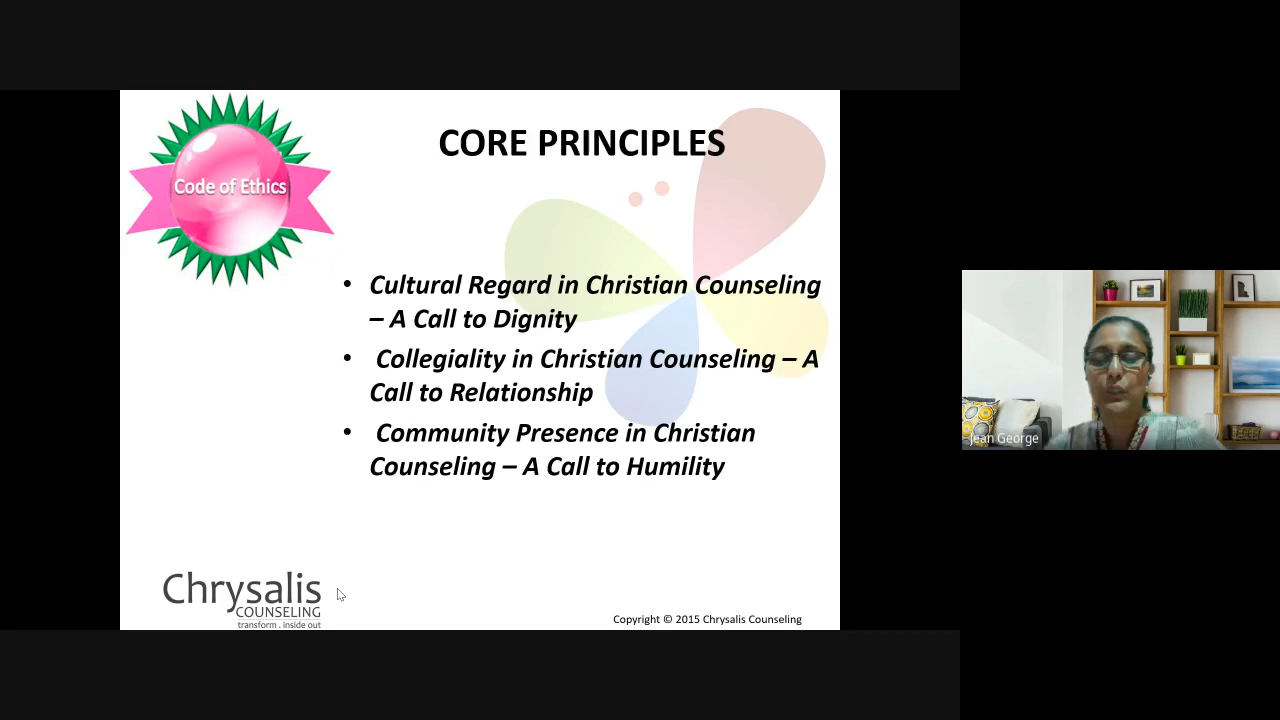 Code of Ethics
CORE PRINCIPLES
• Cultural Regard in Christian Counseling
– A Call to Dignity
• Collegiality in Christian Counseling – A
Call to Relationship
• Community Presence in Christian
Counseling – A Call to Humility
Chrysalis
COUNSELING
transform . inside out
Copyright © 2015 Chrysalis Counseling
Jean George